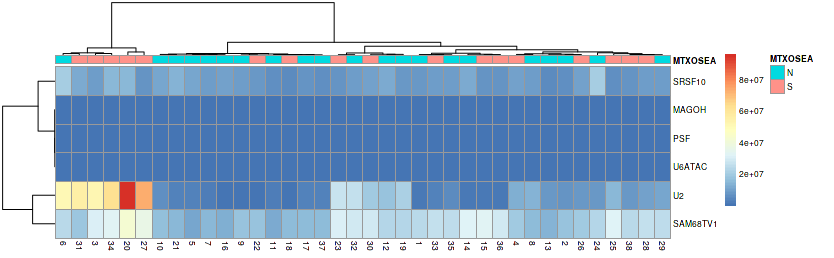 MTXOSEA
SRSF10
MAGOH
PSF
U6ATAC
U2
SAM68TV1
8e+07
6e+07
4e+07
2e+07
MTXOSEA
N
S
6 31 3 34 20 27 10 21 5 7 16 9 22 11 18 17 37 23 32 30 12 19 1 33 35 14 15 36 4 8 13 2 26 24 25 38 28 29